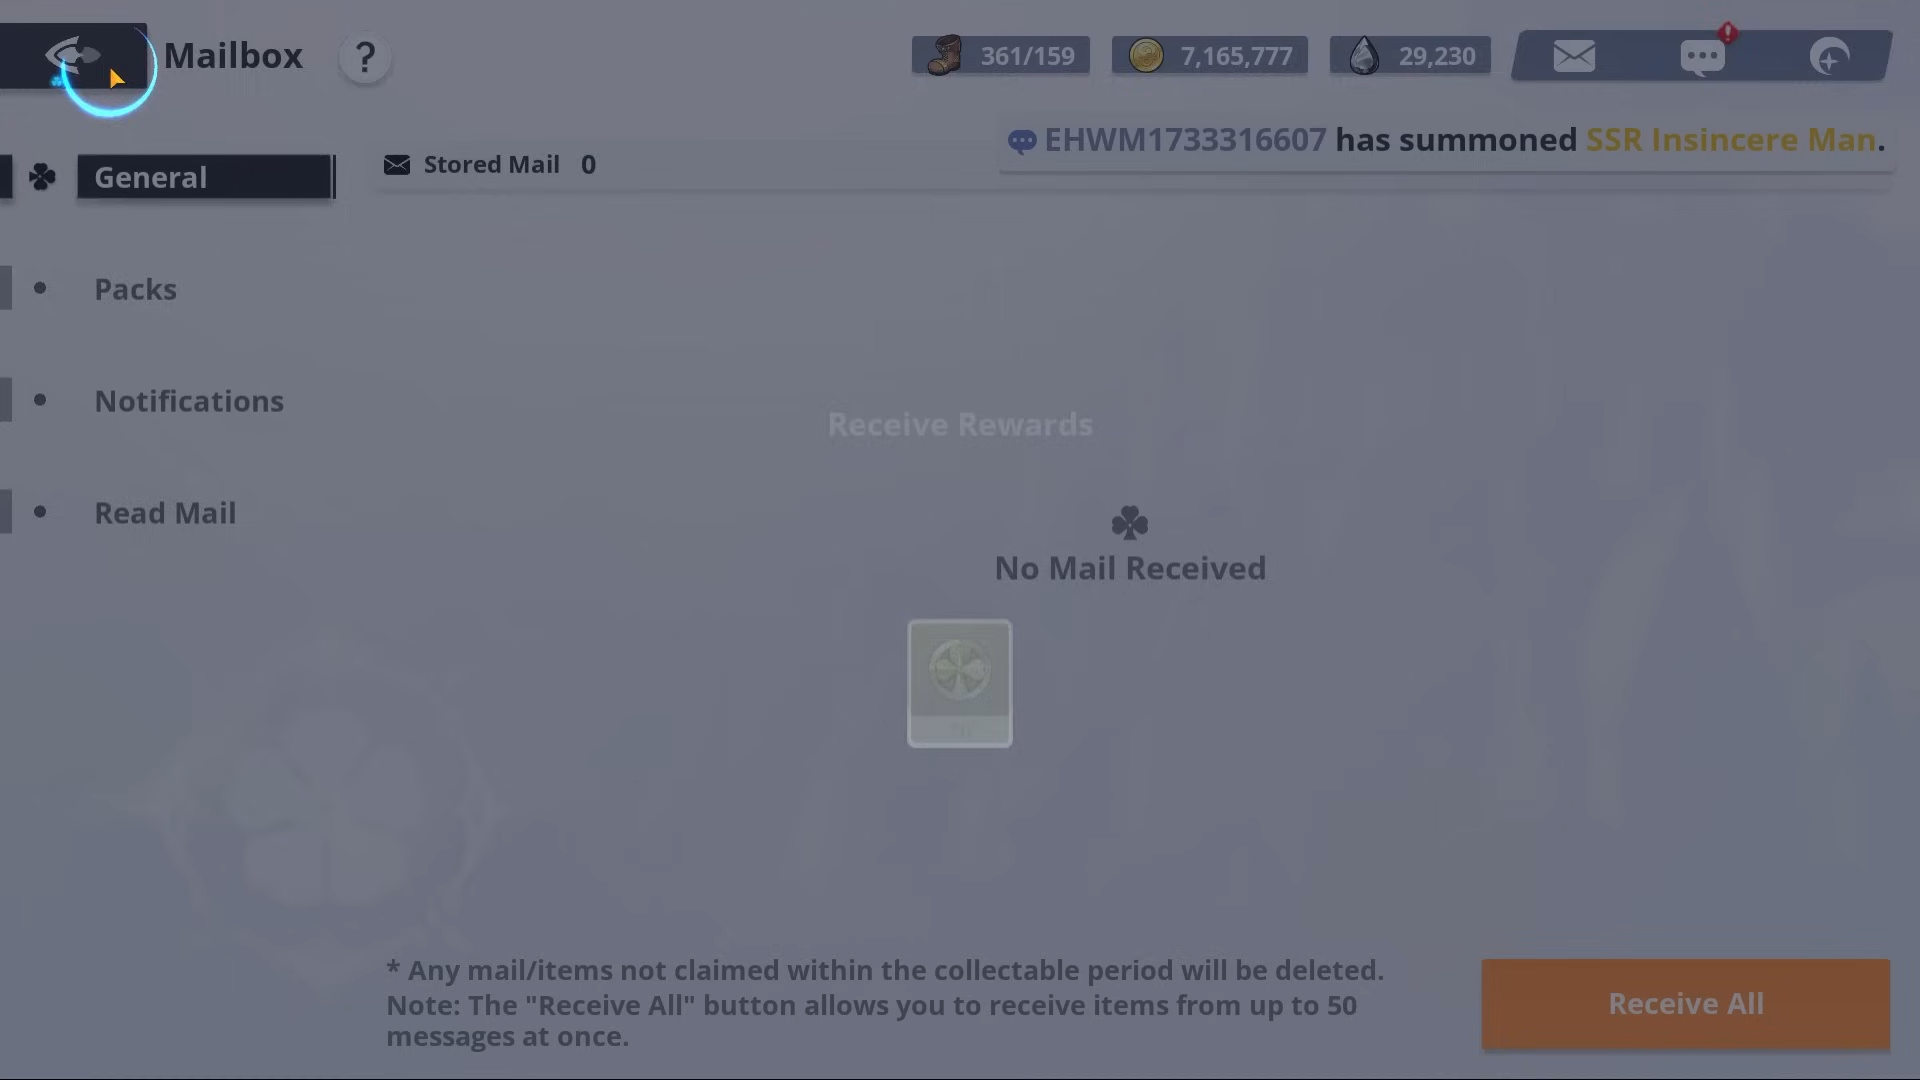 Mailbox ?
361/159 7,165,777 29,230
EHWM1733316607 has summoned SSR Insincere Man.
General
Stored Mail 0
Packs
Notifications
Read Mail
Receive Rewards
No Mail Received
* Any mail/items not claimed within the collectable period will be deleted.
Note: The "Receive All" button allows you to receive items from up to 50
messages at once.
Receive All